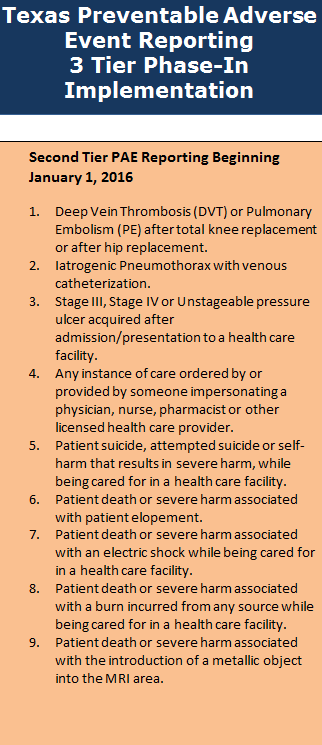 Texas Preventable Adverse
Event Reporting
3 Tier Phase-In
Implementation
Second Tier PAE Reporting Beginning
January 1, 2016
1. Deep Vein Thrombosis (DVT) or Pulmonary
Embolism (PE) after total knee replacement
or after hip replacement.
2. Iatrogenic Pneumothorax with venous
catheterization.
3. Stage III, Stage IV or Unstageable pressure
ulcer acquired after
admission/presentation to a health care
facility.
4. Any instance of care ordered by or
provided by someone impersonating a
physician, nurse, pharmacist or other
licensed health care provider.
5. Patient suicide, attempted suicide or self-
harm that results in severe harm, while
being cared for in a health care facility.
6. Patient death or severe harm associated
with patient elopement.
7. Patient death or severe harm associated
with an electric shock while being cared for
in a health care facility.
8. Patient death or severe harm associated
with a burn incurred from any source while
being cared for in a health care facility.
9. Patient death or severe harm associated
with the introduction of a metallic object
into the MRI area.